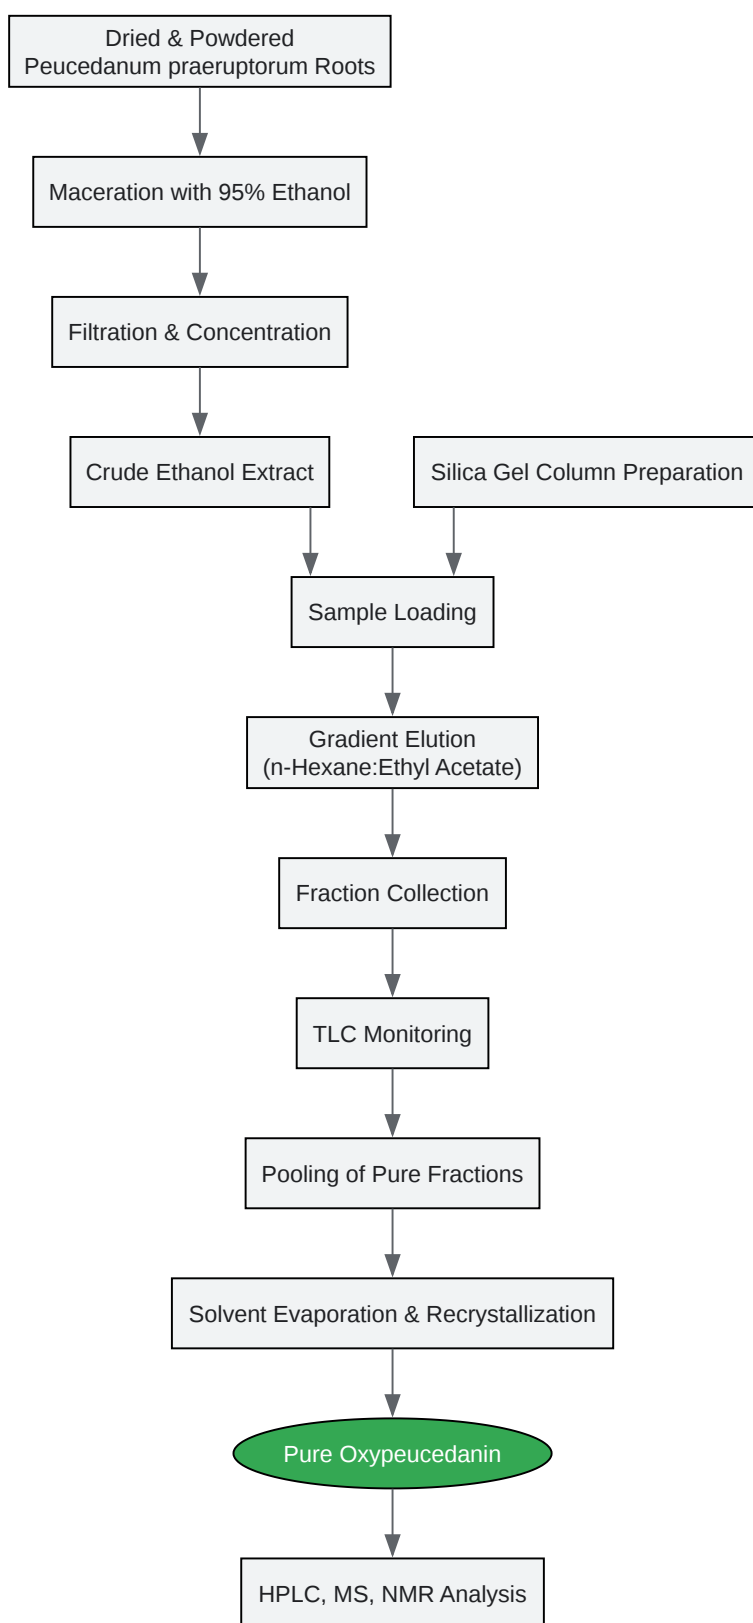 Dried & Powdered
Peucedanum praeruptorum Roots
Maceration with 95% Ethanol
Filtration & Concentration
Crude Ethanol Extract
Silica Gel Column Preparation
Sample Loading
Gradient Elution
(n-Hexane:Ethyl Acetate)
Fraction Collection
TLC Monitoring
Pooling of Pure Fractions
Solvent Evaporation & Recrystallization
Pure Oxypeucedanin
HPLC, MS, NMR Analysis